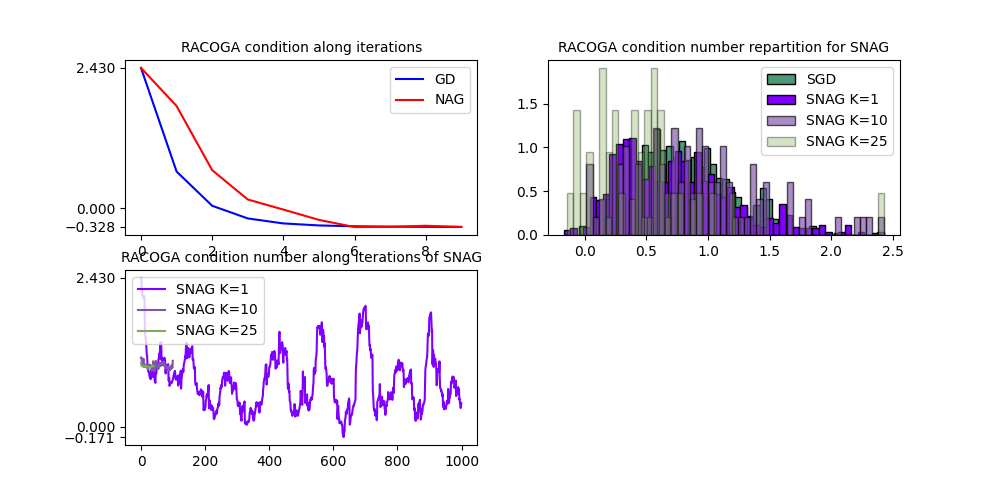 RACOGA condition along iterations
2.430
0.000
−0.328
0 2 4 6 8
GD
NAG
RACOGA condition number repartition for SNAG
1.5
1.0
0.5
0.0
0.0 0.5 1.0 1.5 2.0 2.5
SGD
SNAG K=1
SNAG K=10
SNAG K=25
RACOGA condition number along iterations of SNAG
2.430
0.000
−0.171
0 200 400 600 800 1000
SNAG K=1
SNAG K=10
SNAG K=25